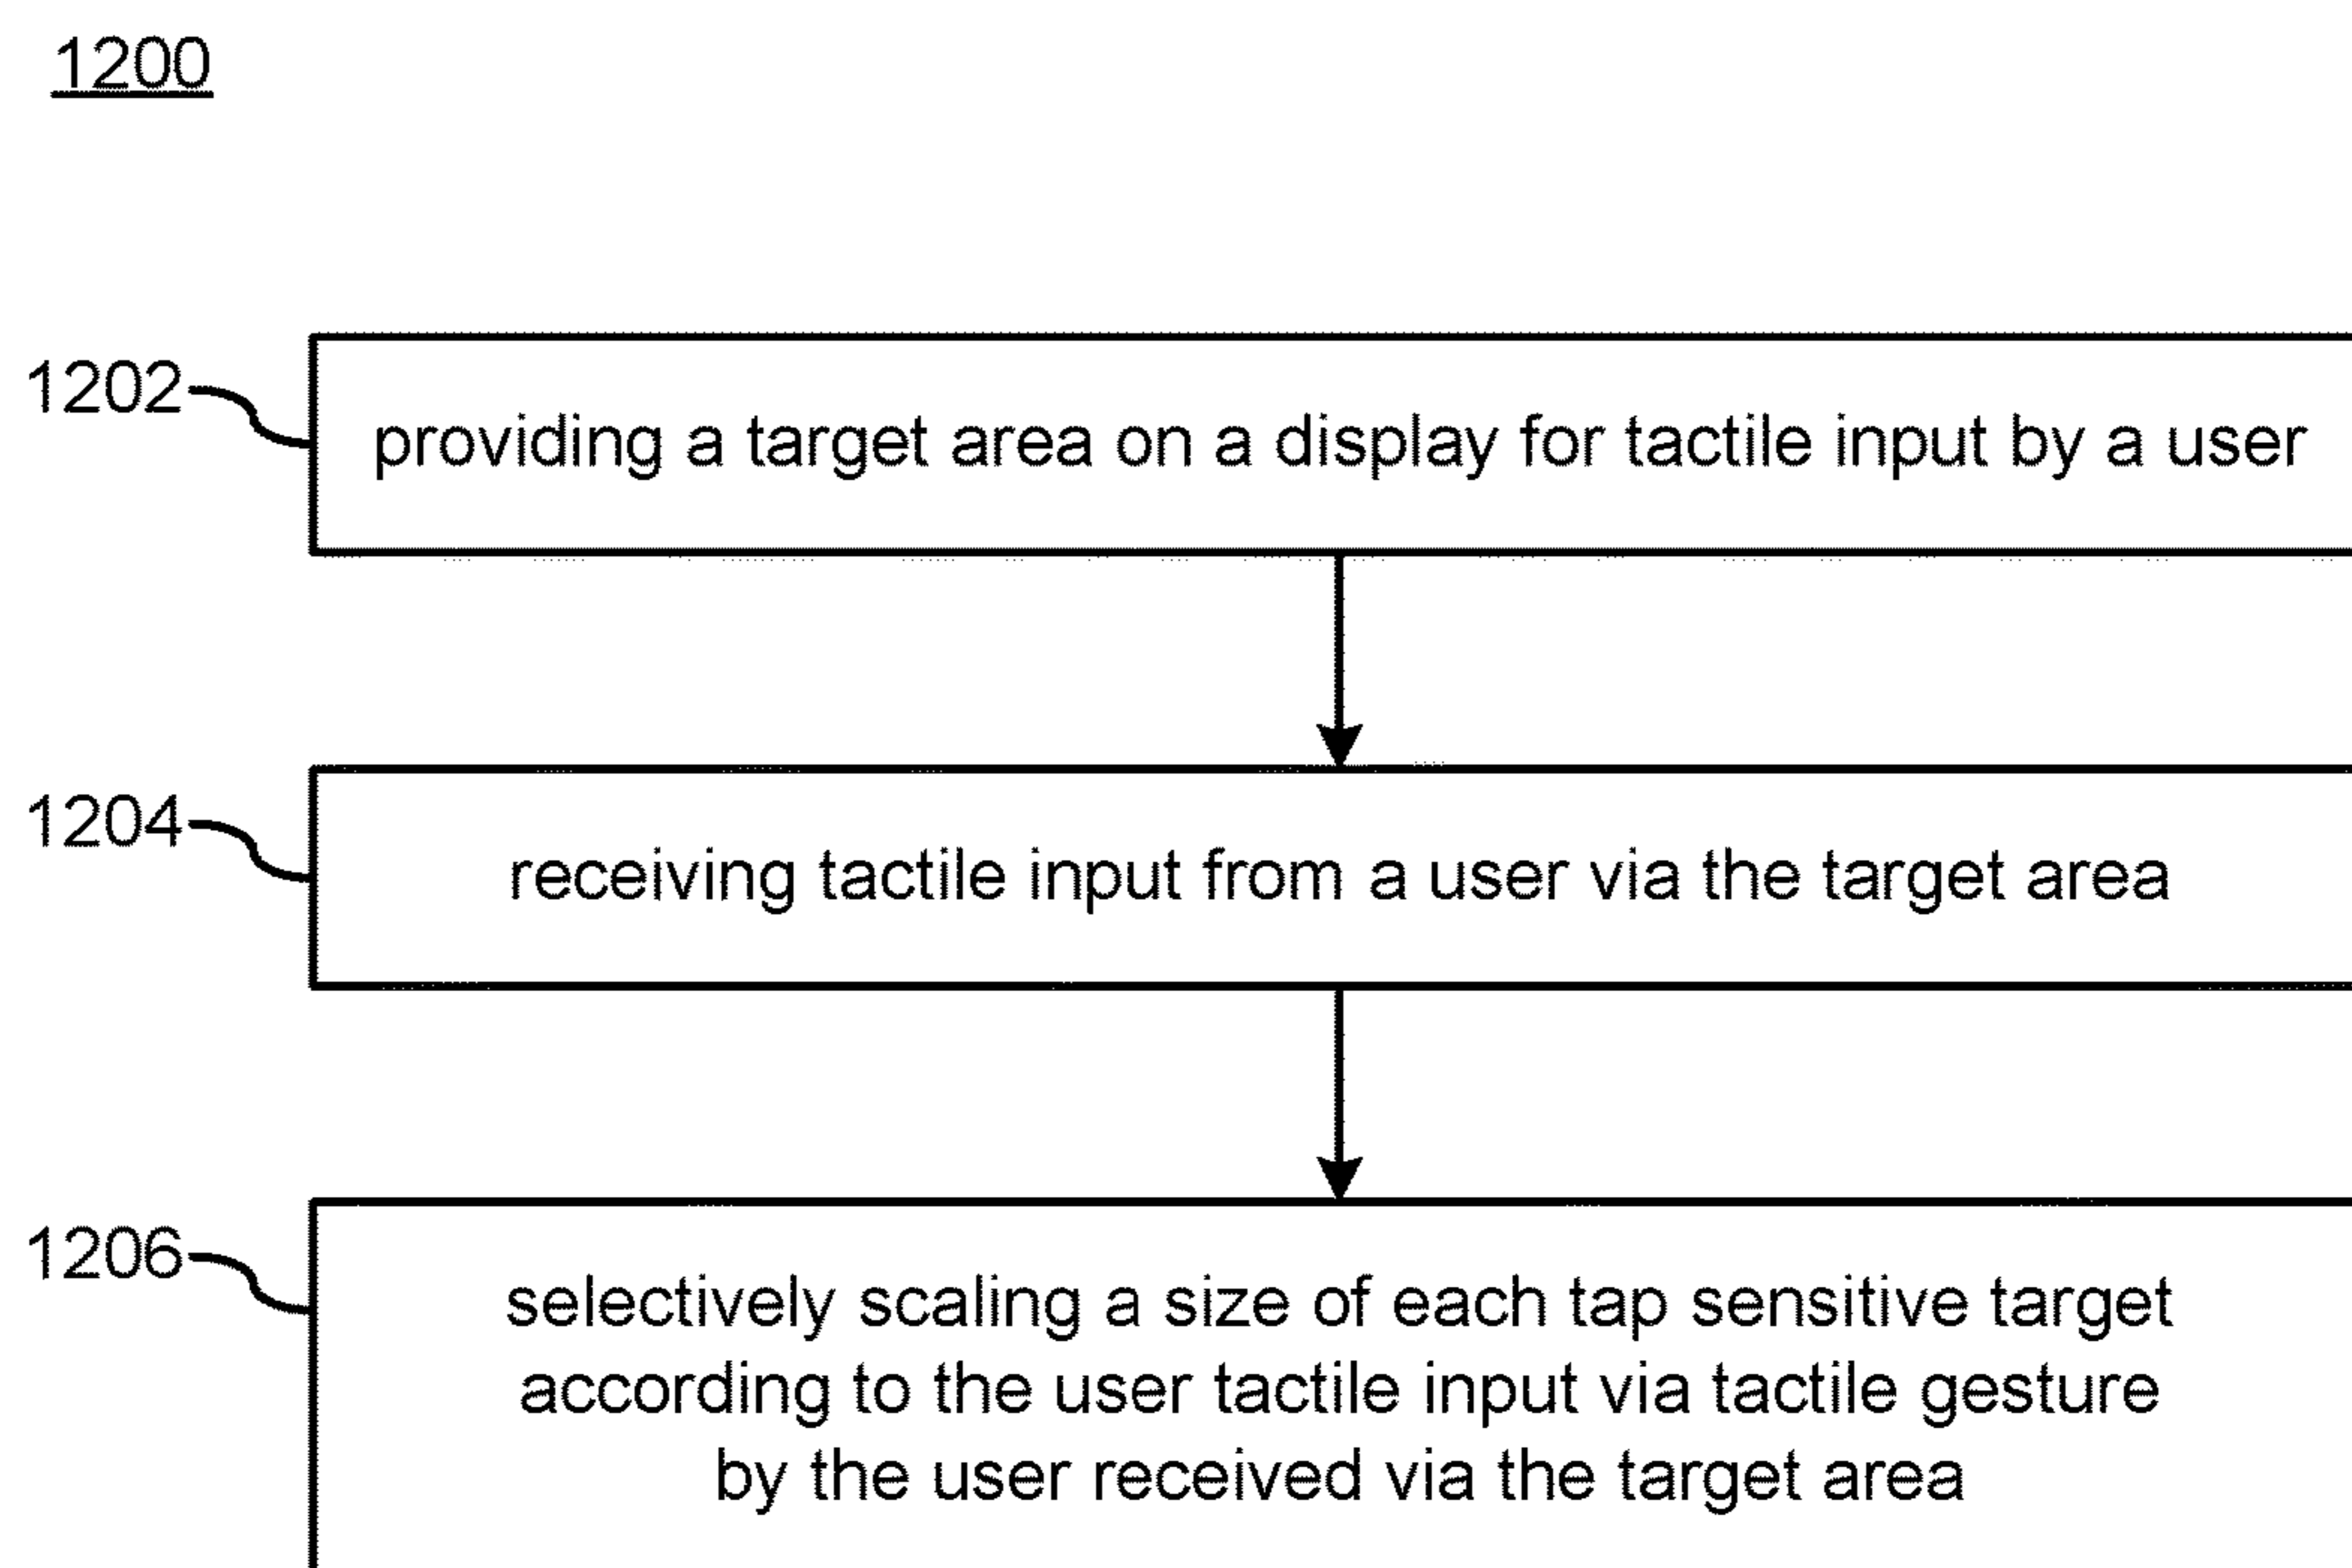 1200
1202
providing a target area on a display for tactile input by a user
1204
receiving tactile input from a user via the target area
1206
selectively scaling a size of each tap sensitive target
according to the user tactile input via tactile gesture
by the user received via the target area